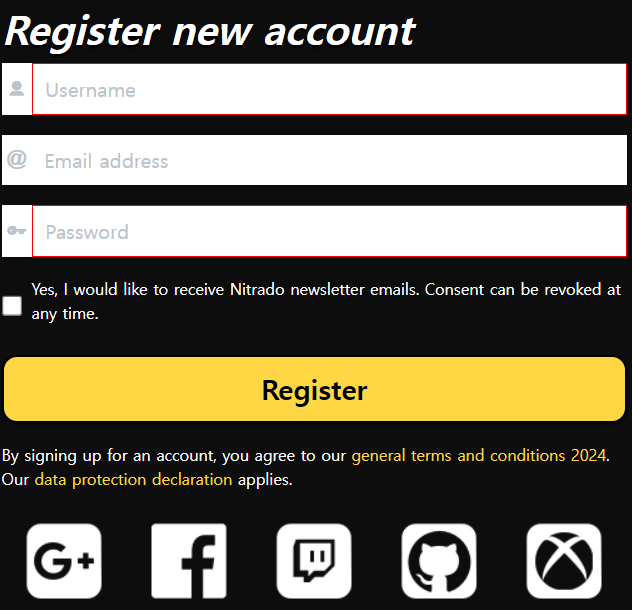 Register new account
Username
@ Email address
Password
Yes, I would like to receive Nitrado newsletter emails. Consent can be revoked at
any time.
Register
By signing up for an account, you agree to our general terms and conditions 2024.
Our data protection declaration applies.
G+ f